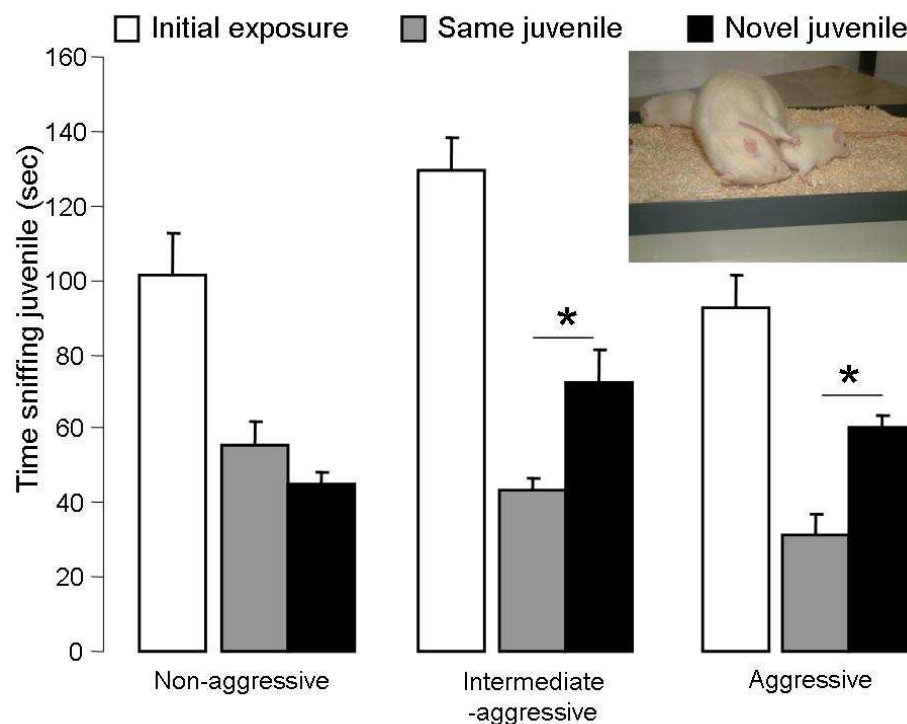 Initial exposure Same juvenile Novel juvenile
Time sniffing juvenile (sec)
160
140
120
100
80
60
40
20
0
*
*
Non-aggressive
Intermediate
-aggressive
Aggressive